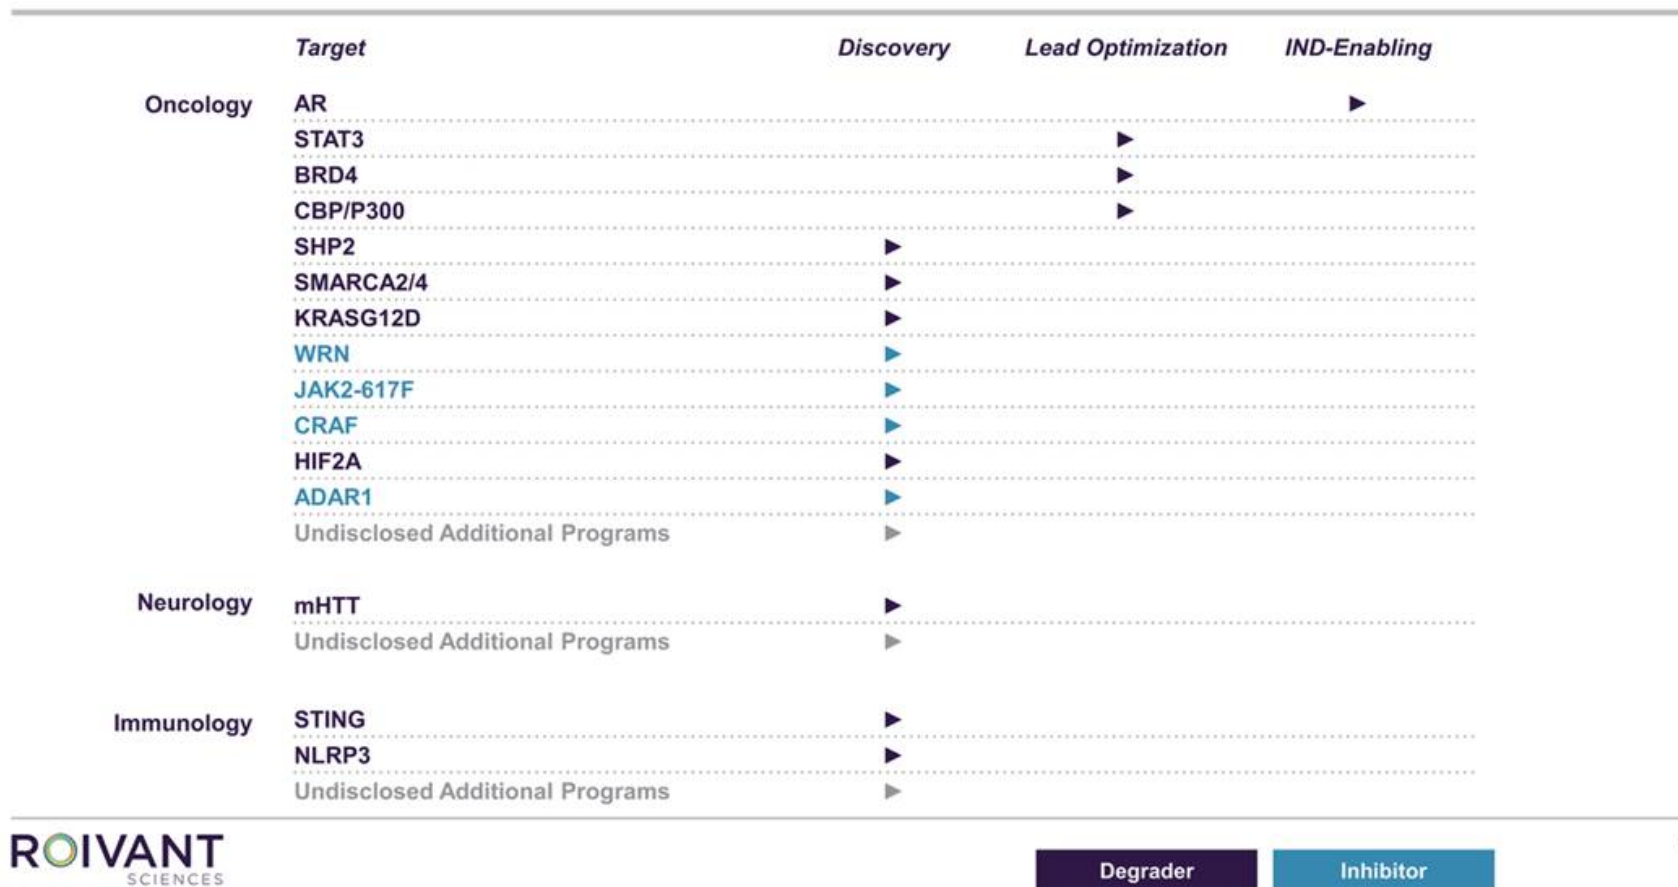 Target Discovery Lead Optimization IND-Enabling
Oncology AR
STAT3
BRD4
CBP/P300
SHP2
SMARCA2/4
KRASG12D
WRN
JAK2-617F
CRAF
HIF2A
ADAR1
Undisclosed Additional Programs
Neurology mHTT
Undisclosed Additional Programs
Immunology STING
NLRP3
Undisclosed Additional Programs
ROIVANT
SCIENCES
Degrader Inhibitor